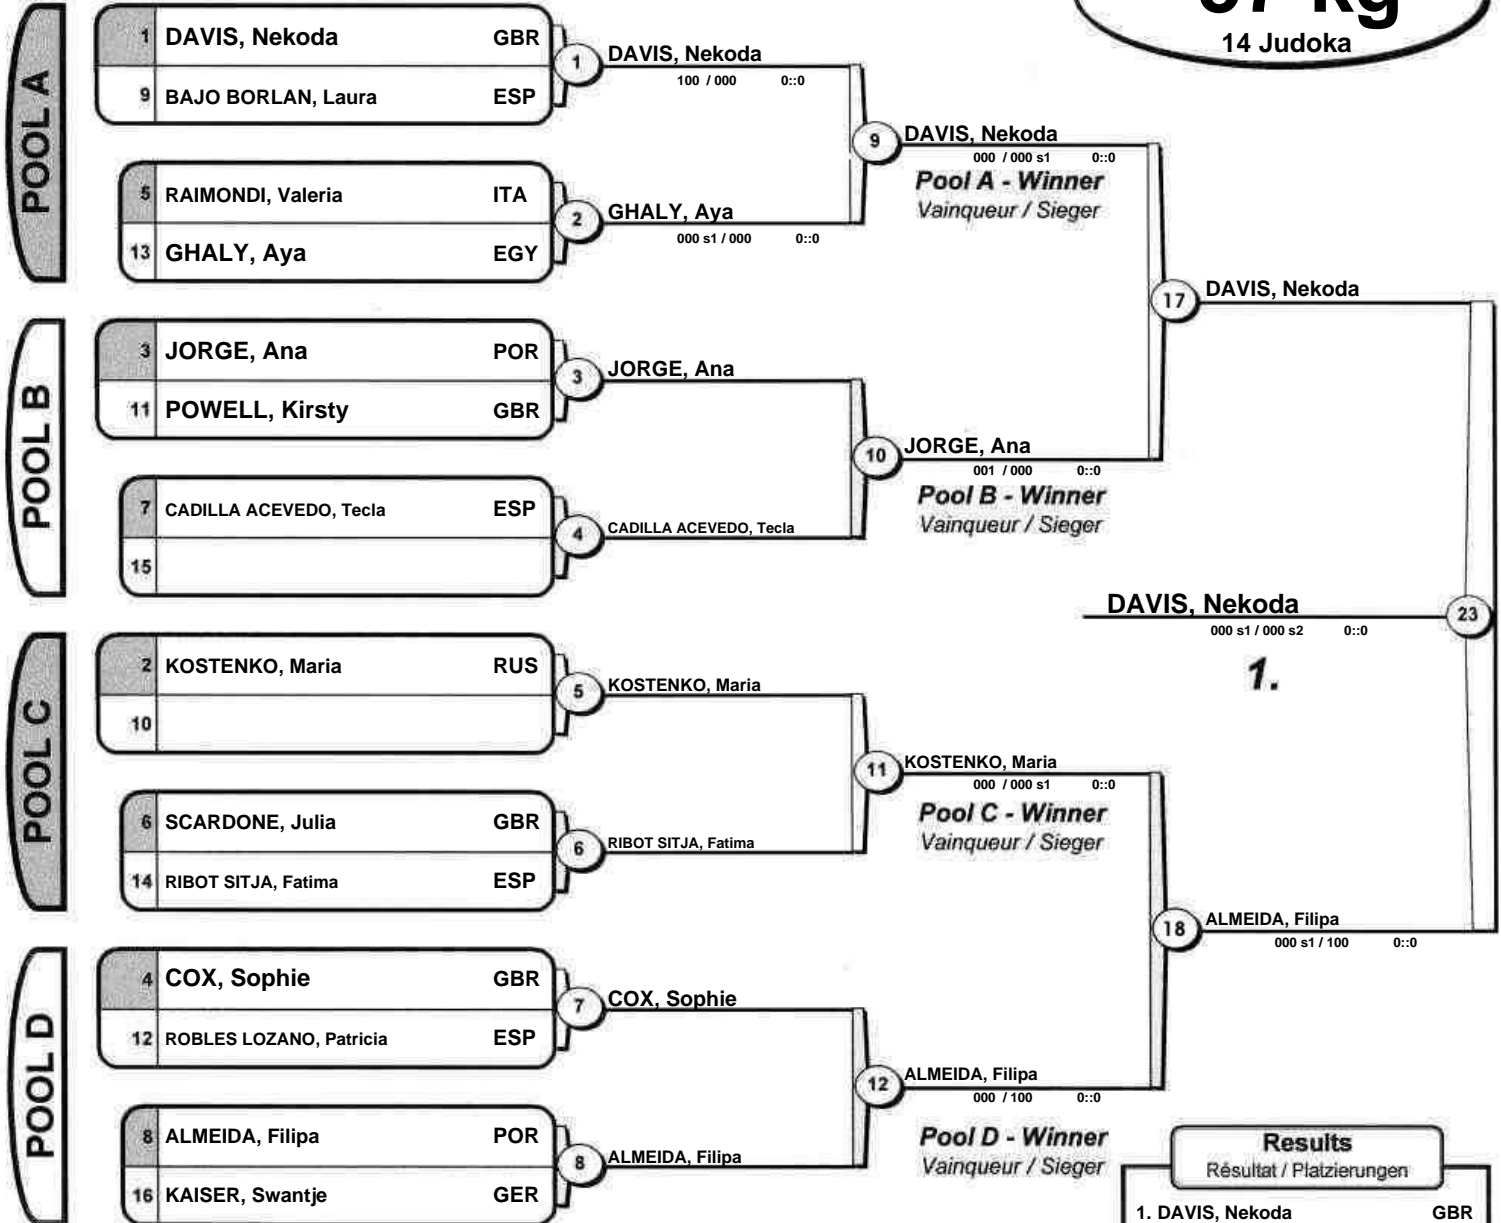 kg
14 Judoka
POOL A
1 DAVIS, Nekoda GBR
9 BAJO BORLAN, Laura ESP
1
DAVIS, Nekoda
100 / 000 0::0
5 RAIMONDI, Valeria ITA
13 GHALY, Aya EGY
2
GHALY, Aya
000 s1 / 000 0::0
9
DAVIS, Nekoda
000 / 000 s1 0::0
Pool A - Winner
Vainqueur / Sieger
POOL B
3 JORGE, Ana POR
11 POWELL, Kirsty GBR
3
JORGE, Ana
7 CADILLA ACEVEDO, Tecla ESP
15
4
CADILLA ACEVEDO, Tecla
10
JORGE, Ana
001 / 000 0::0
Pool B - Winner
Vainqueur / Sieger
17
DAVIS, Nekoda
POOL C
2 KOSTENKO, Maria RUS
10
5
KOSTENKO, Maria
6 SCARDONE, Julia GBR
14 RIBOT SITJA, Fatima ESP
6
RIBOT SITJA, Fatima
11
KOSTENKO, Maria
000 / 000 s1 0::0
Pool C - Winner
Vainqueur / Sieger
POOL D
4 COX, Sophie GBR
12 ROBLES LOZANO, Patricia ESP
7
COX, Sophie
8 ALMEIDA, Filipa POR
16 KAISER, Swantje GER
8
ALMEIDA, Filipa
12
ALMEIDA, Filipa
000 / 100 0::0
Pool D - Winner
Vainqueur / Sieger
18
ALMEIDA, Filipa
000 s1 / 100 0::0
23
DAVIS, Nekoda
000 s1 / 000 s2 0::0
1.
Results
Résultat / Platzierungen
1. DAVIS, Nekoda GBR